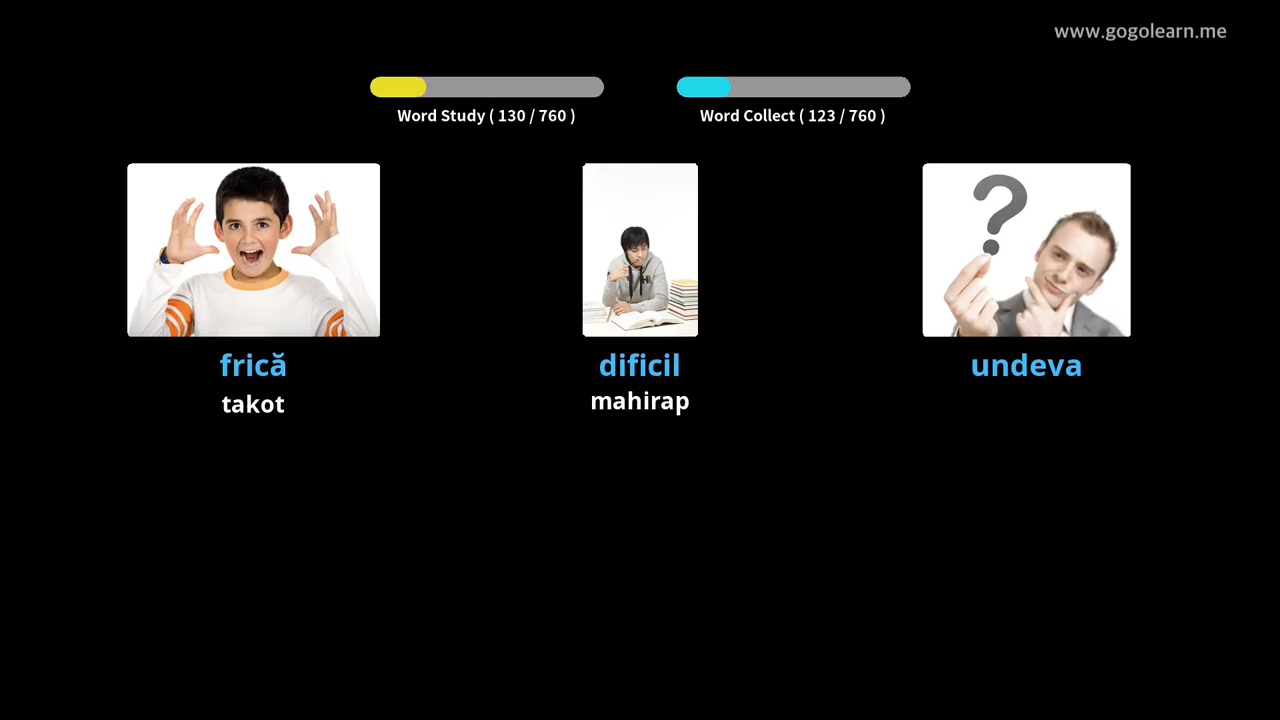 www.gogolearn.me
Word Study ( 130 / 760 )
Word Collect ( 123 / 760 )
frică
dificil
undeva
takot
mahirap